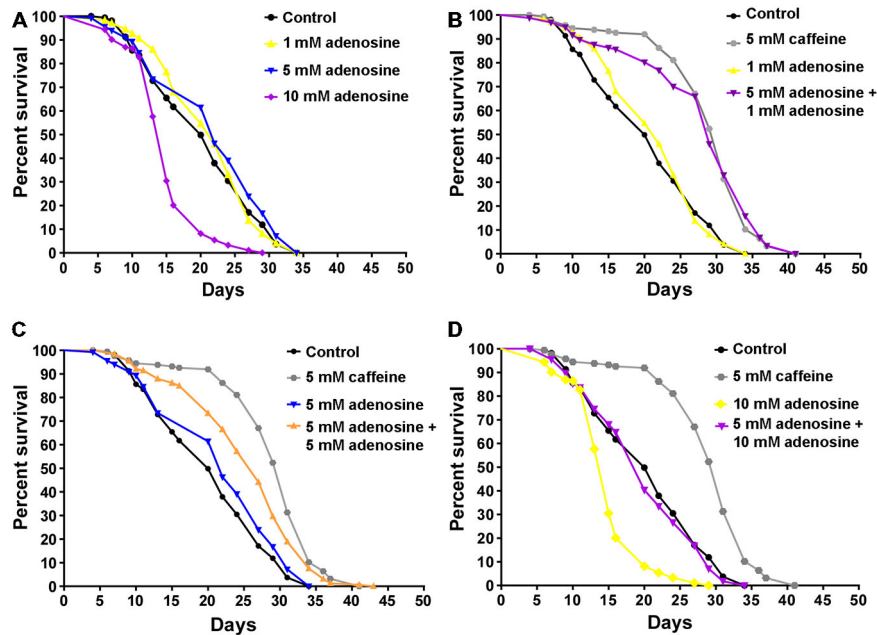 A
Percent survival
100
90
80
70
60
50
40
30
20
10
0
0 5 10 15 20 25 30 35 40 45 50
Days
Control
1 mM adenosine
5 mM adenosine
10 mM adenosine
B
Percent survival
100
90
80
70
60
50
40
30
20
10
0
0 5 10 15 20 25 30 35 40 45 50
Days
Control
5 mM caffeine
1 mM adenosine
5 mM adenosine +
1 mM adenosine
C
Percent survival
100
90
80
70
60
50
40
30
20
10
0
0 5 10 15 20 25 30 35 40 45 50
Days
Control
5 mM caffeine
5 mM adenosine
5 mM adenosine +
5 mM adenosine
D
Percent survival
100
90
80
70
60
50
40
30
20
10
0
0 5 10 15 20 25 30 35 40 45 50
Days
Control
5 mM caffeine
10 mM adenosine
5 mM adenosine +
10 mM adenosine